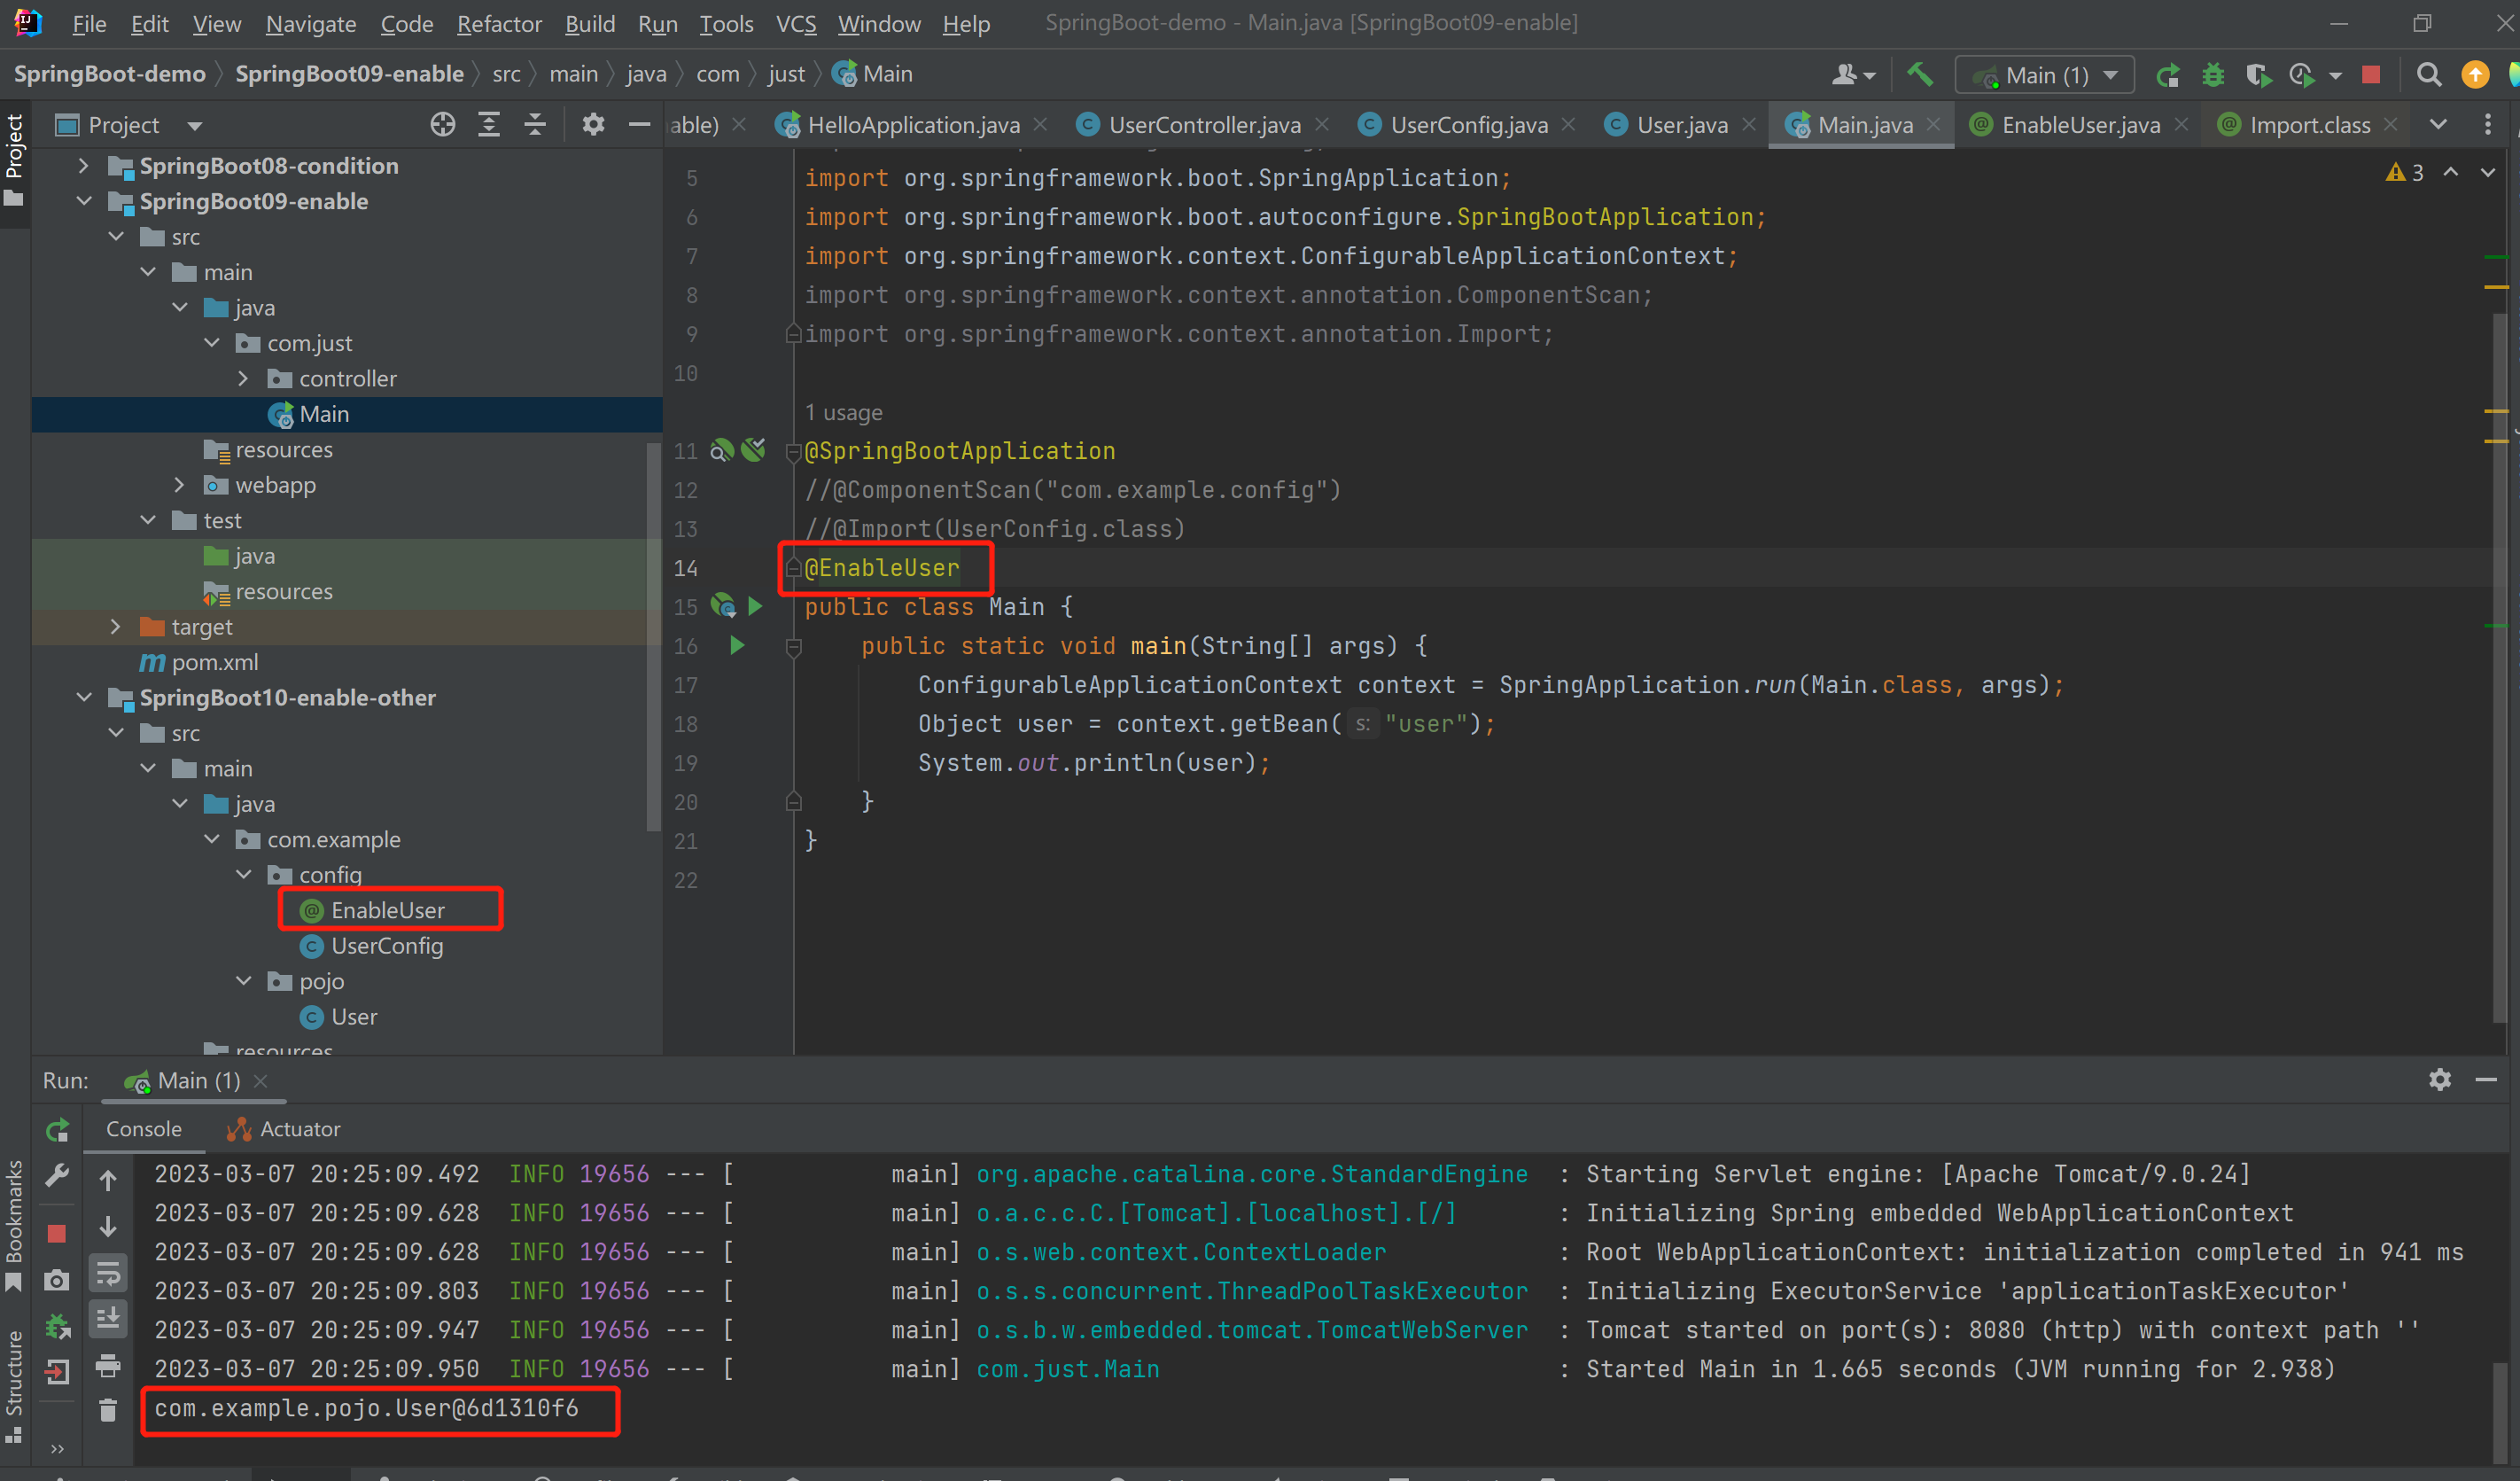 File Edit View Navigate Code Refactor Build Run Tools VCS Window Help SpringBoot-demo - Main.java [SpringBoot09-enable]
SpringBoot-demo SpringBoot09-enable src main java com just Main Main (1)
Project
Project
able) HelloApplication.java UserController.java UserConfig.java User.java Main.java EnableUser.java Import.class
SpringBoot08-condition
SpringBoot09-enable
src
main
java
com.just
controller
Main
resources
webapp
test
java
resources
target
pom.xml
SpringBoot10-enable-other
src
main
java
com.example
config
EnableUser
UserConfig
pojo
User
resources
3
5 import org.springframework.boot.SpringApplication;
6 import org.springframework.boot.autoconfigure.SpringBootApplication;
7 import org.springframework.context.ConfigurableApplicationContext;
8 import org.springframework.context.annotation.ComponentScan;
9 import org.springframework.context.annotation.Import;
10
1 usage
11 @SpringBootApplication
12 //@ComponentScan("com.example.config")
13 //@Import(UserConfig.class)
14 @EnableUser
15 public class Main {
16 public static void main(String[] args) {
17 ConfigurableApplicationContext context = SpringApplication.run(Main.class, args);
18 Object user = context.getBean( s: "user");
19 System.out.println(user);
20 }
21 }
22
Run: Main (1)
Console Actuator
2023-03-07 20:25:09.492 INFO 19656 --- [ main] org.apache.catalina.core.StandardEngine : Starting Servlet engine: [Apache Tomcat/9.0.24]
2023-03-07 20:25:09.628 INFO 19656 --- [ main] o.a.c.c.C.[Tomcat].[localhost].[/] : Initializing Spring embedded WebApplicationContext
2023-03-07 20:25:09.628 INFO 19656 --- [ main] o.s.web.context.ContextLoader : Root WebApplicationContext: initialization completed in 941 ms
2023-03-07 20:25:09.803 INFO 19656 --- [ main] o.s.s.concurrent.ThreadPoolTaskExecutor : Initializing ExecutorService 'applicationTaskExecutor'
2023-03-07 20:25:09.947 INFO 19656 --- [ main] o.s.b.w.embedded.tomcat.TomcatWebServer : Tomcat started on port(s): 8080 (http) with context path ''
2023-03-07 20:25:09.950 INFO 19656 --- [ main] com.just.Main : Started Main in 1.665 seconds (JVM running for 2.938)
com.example.pojo.User@6d1310f6
Bookmarks
Structure